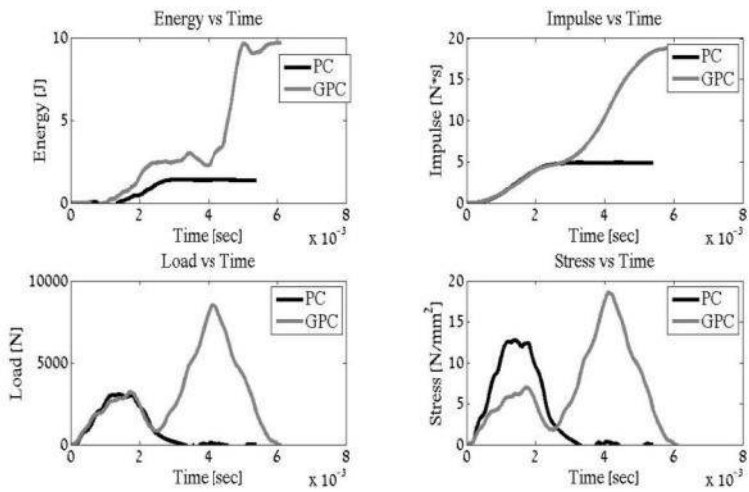 Energy vs Time
10
5
0
Energy [J]
PC
GPC
0 2 4 6 8
Time [sec]
x 10⁻³
Impulse vs Time
20
15
10
5
0
Impulse [N*s]
PC
GPC
0 2 4 6 8
Time [sec]
x 10⁻³
Load vs Time
10000
5000
0
Load [N]
PC
GPC
0 2 4 6 8
Time [sec]
x 10⁻³
Stress vs Time
20
15
10
5
0
Stress [N/mm²]
PC
GPC
0 2 4 6 8
Time [sec]
x 10⁻³